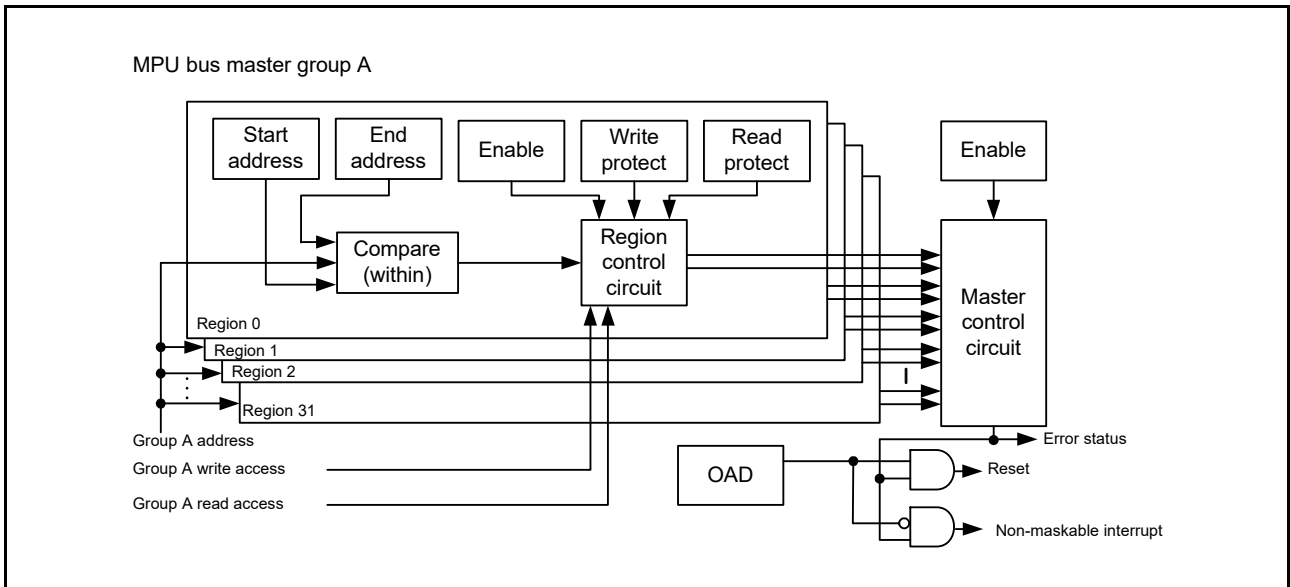 MPU bus master group A
Start
address
End
address
Enable
Write
protect
Read
protect
Enable
Compare
(within)
Region
control
circuit
Master
control
circuit
Region 0
Region 1
Region 2
Region 31
Group A address
Group A write access
Group A read access
OAD
Error status
Reset
Non-maskable interrupt